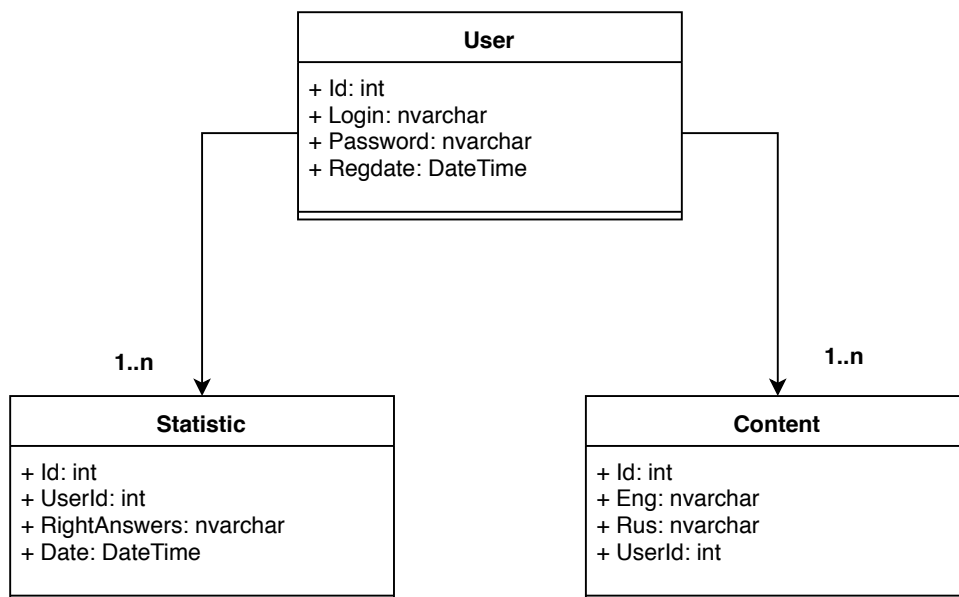 User
+ Id: int
+ Login: nvarchar
+ Password: nvarchar
+ Regdate: DateTime
1..n
1..n
Statistic
+ Id: int
+ UserId: int
+ RightAnswers: nvarchar
+ Date: DateTime
Content
+ Id: int
+ Eng: nvarchar
+ Rus: nvarchar
+ UserId: int